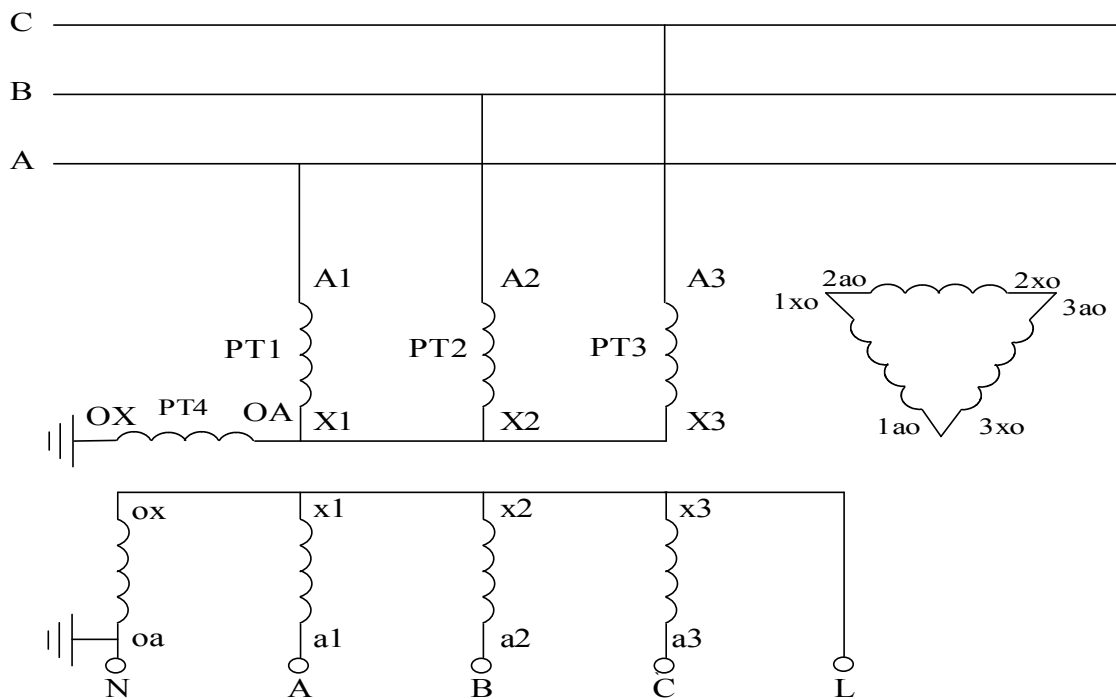 C
B
A
A1 A2 A3
2ao 2xo
1xo 3ao
PT1 PT2 PT3
PT4
OX OA X1 X2 X3
1ao 3xo
ox x1 x2 x3
oa a1 a2 a3
N A B C L